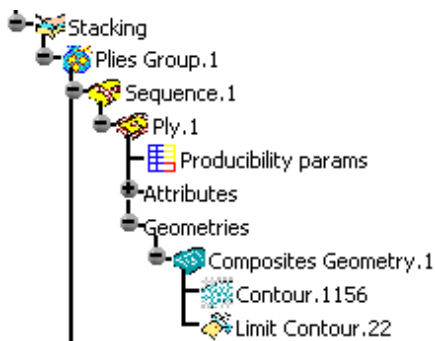 Stacking
Plies Group.1
Sequence.1
Ply.1
Producibility params
Attributes
Geometries
Composites Geometry.1
Contour.1156
Limit Contour.22